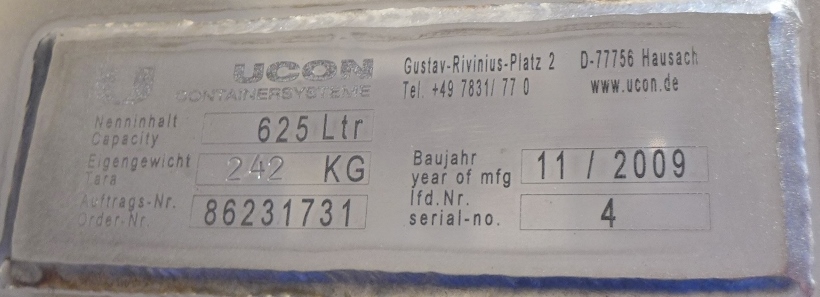 U UCON
CONTAINERSYSTEME
Gustav-Rivinius-Platz 2 D-77756 Hausach
Tel. +49 7831/ 77 0 www.ucon.de
Nenninhalt
Capacity
625 Ltr
Eigengewicht
Tara
242 KG
Auftrags-Nr.
Order-Nr.
86231731
Baujahr
year of mfg
11 / 2009
lfd.Nr.
serial-no.
4